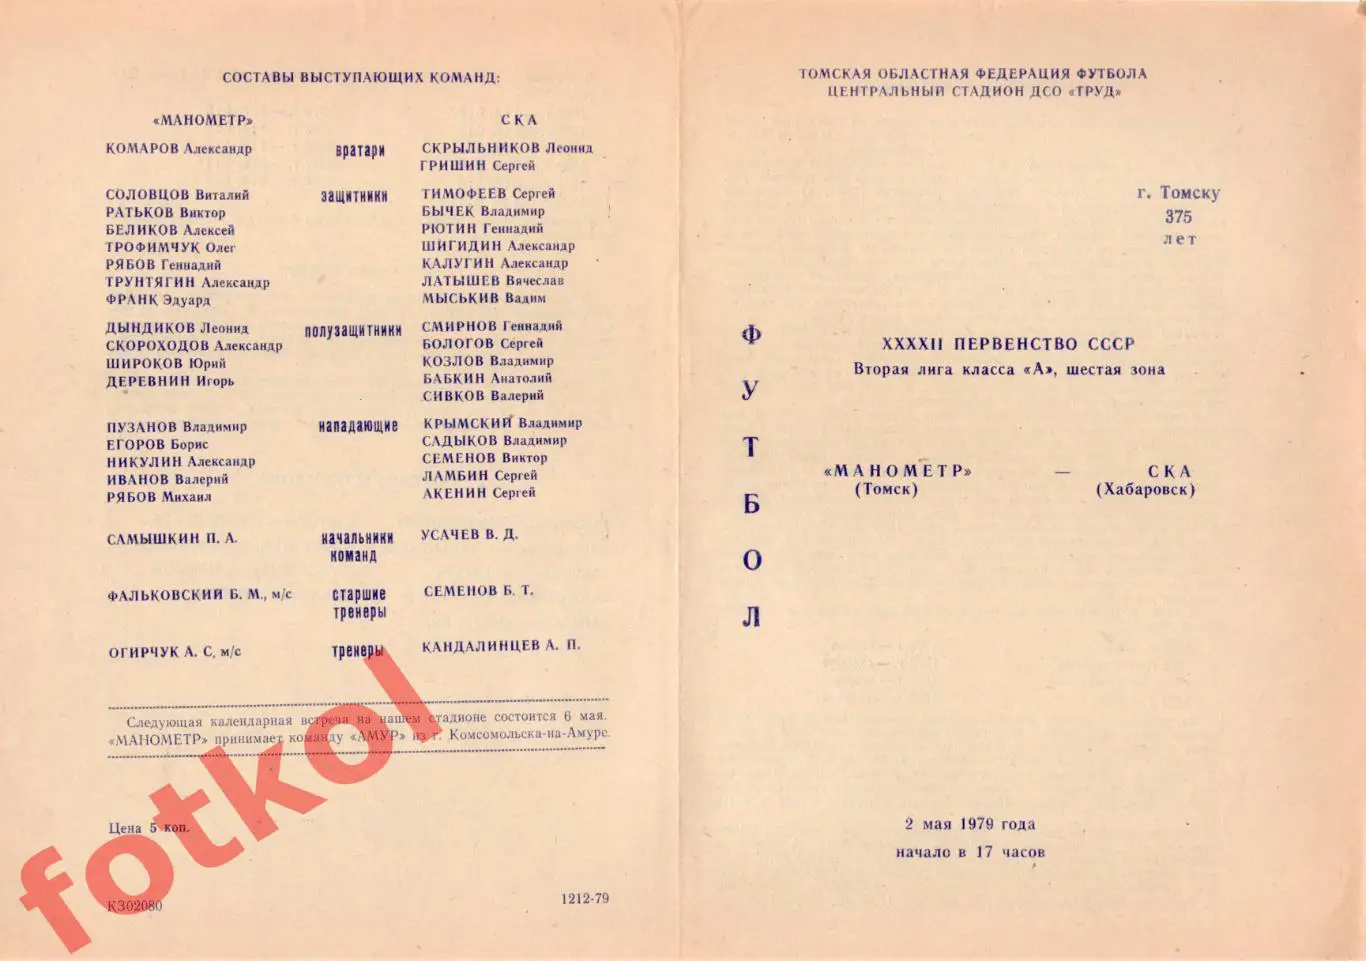 СОСТАВЫ ВЫСТУПАЮЩИХ КОМАНД:
«МАНОМЕТР» СКА
КОМАРОВ Александр вратари СКРЫЛЬНИКОВ Леонид
ГРИШИН Сергей
СОЛОВЦОВ Виталий защитники ТИМОФЕЕВ Сергей
РАТЬКОВ Виктор БЫЧЕК Владимир
БЕЛИКОВ Алексей РЮТИН Геннадий
ТРОФИМЧУК Олег ШИГИДИН Александр
РЯБОВ Геннадий КАЛУГИН Александр
ТРУНТЯГИН Александр ЛАТЫШЕВ Вячеслав
ФРАНК Эдуард МЫСЬКИВ Вадим
ДЫНДИКОВ Леонид полузащитники СМИРНОВ Геннадий
СКОРОХОДОВ Александр БОЛОГОВ Сергей
ШИРОКОВ Юрий КОЗЛОВ Владимир
ДЕРЕВНИН Игорь БАБКИН Анатолий
СИВКОВ Валерий
ПУЗАНОВ Владимир нападающие КРЫМСКИЙ Владимир
ЕГОРОВ Борис САДЫКОВ Владимир
НИКУЛИН Александр СЕМЕНОВ Виктор
ИВАНОВ Валерий ЛАМБИН Сергей
РЯБОВ Михаил АКЕНИН Сергей
САМЫШКИН П. А. начальники команд УСАЧЕВ В. Д.
ФАЛЬКОВСКИЙ Б. М., м/с старшие тренеры СЕМЕНОВ Б. Т.
ОГИРЧУК А. С, м/с тренеры КАНДАЛИНЦЕВ А. П.
Следующая календарная встреча на нашем стадионе состоится 6 мая.
«МАНОМЕТР» принимает команду «АМУР» из г. Комсомольска-на-Амуре.
Цена 5 коп.
К302080 1212-79
fotkol
ТОМСКАЯ ОБЛАСТНАЯ ФЕДЕРАЦИЯ ФУТБОЛА
ЦЕНТРАЛЬНЫЙ СТАДИОН ДСО «ТРУД»
г. Томску
375
лет
ФУТБОЛ
XXXXII ПЕРВЕНСТВО СССР
Вторая лига класса «А», шестая зона
«МАНОМЕТР» — СКА
(Томск) (Хабаровск)
2 мая 1979 года
начало в 17 часов